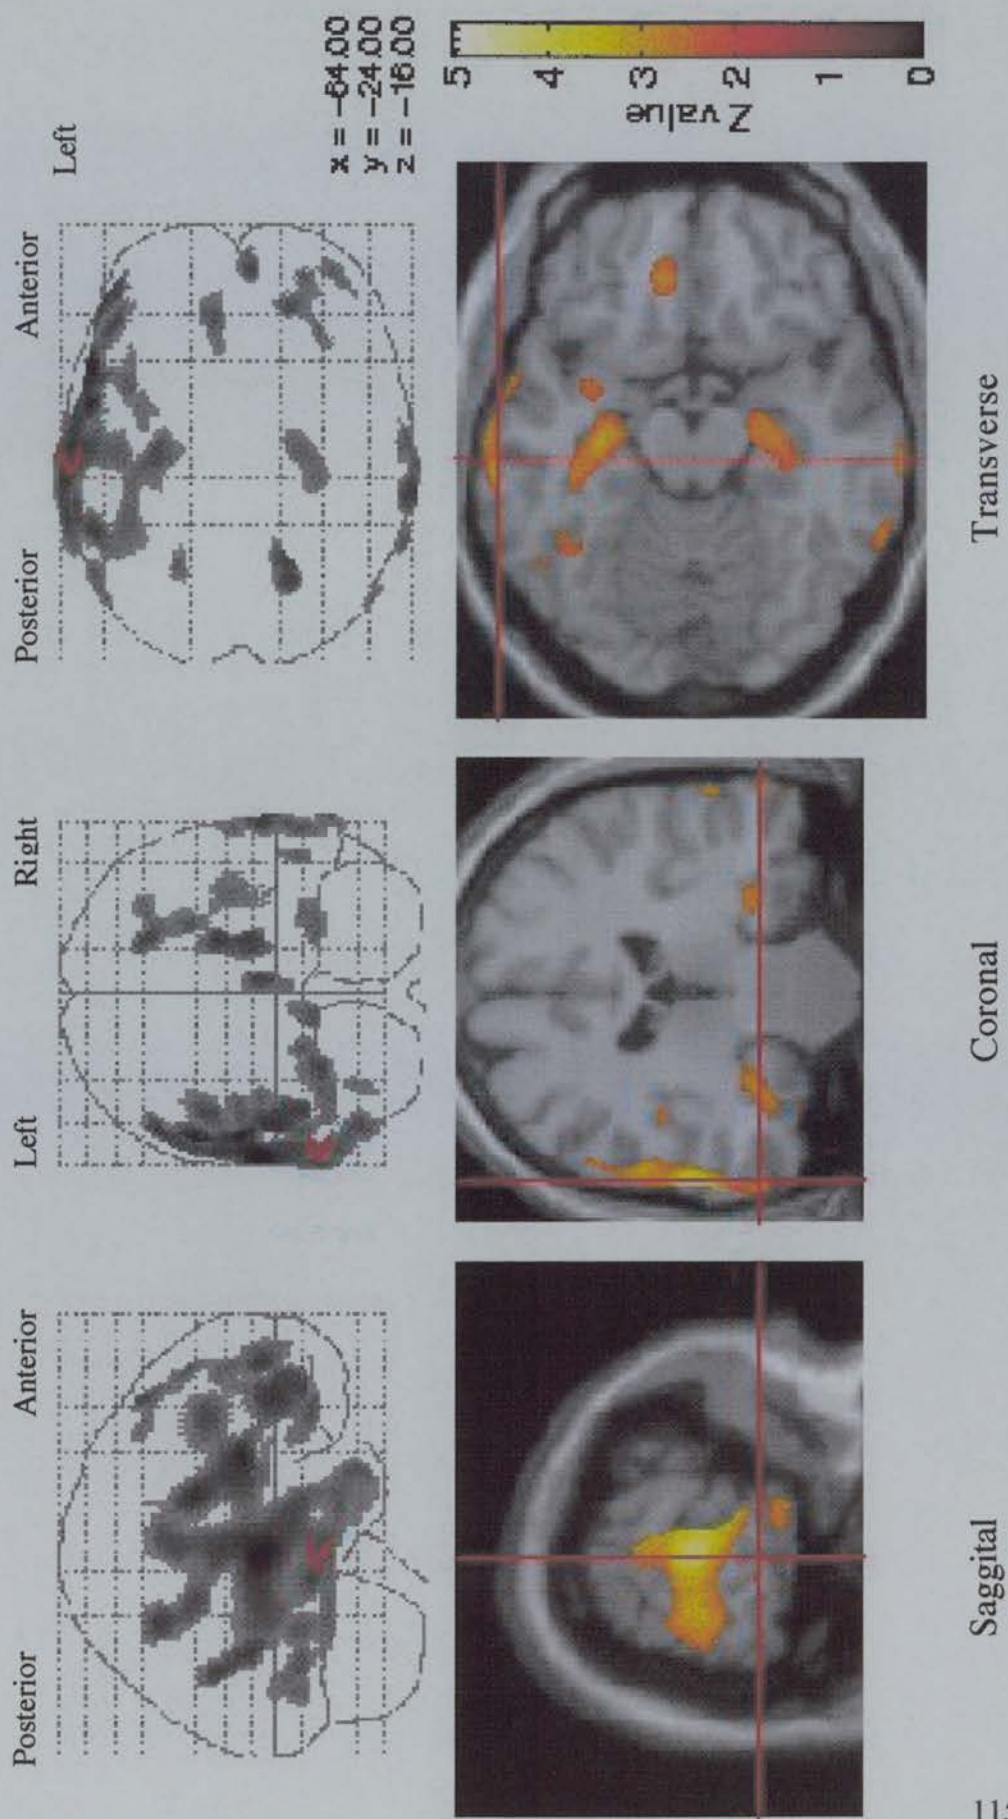 Posterior
Anterior
Left
Right
Posterior
Anterior
Left
x = -64.00
y = -24.00
z = -16.00
5
4
3
2
1
0
Z value
Saggital
Coronal
Transverse